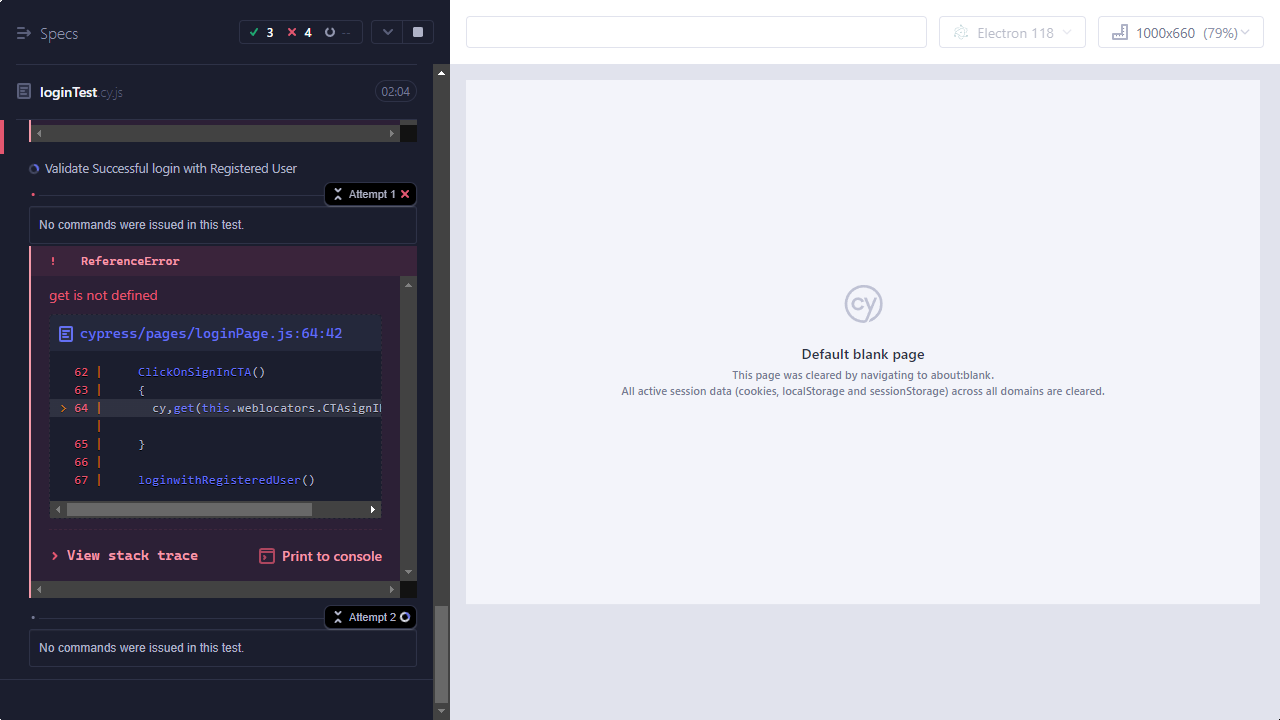 Specs
3
4
--
Electron 118
1000x660 (79%)
loginTest.cy.js
02:04
Validate Successful login with Registered User
Attempt 1
No commands were issued in this test.
! ReferenceError
get is not defined
cypress/pages/loginPage.js:64:42
62 | ClickOnSignInCTA()
63 | {
> 64 | cy,get(this.weblocators.CTAsignI
|
65 | }
66 |
67 | loginwithRegisteredUser()
View stack trace
Print to console
Attempt 2
No commands were issued in this test.
cy
Default blank page
This page was cleared by navigating to about:blank.
All active session data (cookies, localStorage and sessionStorage) across all domains are cleared.